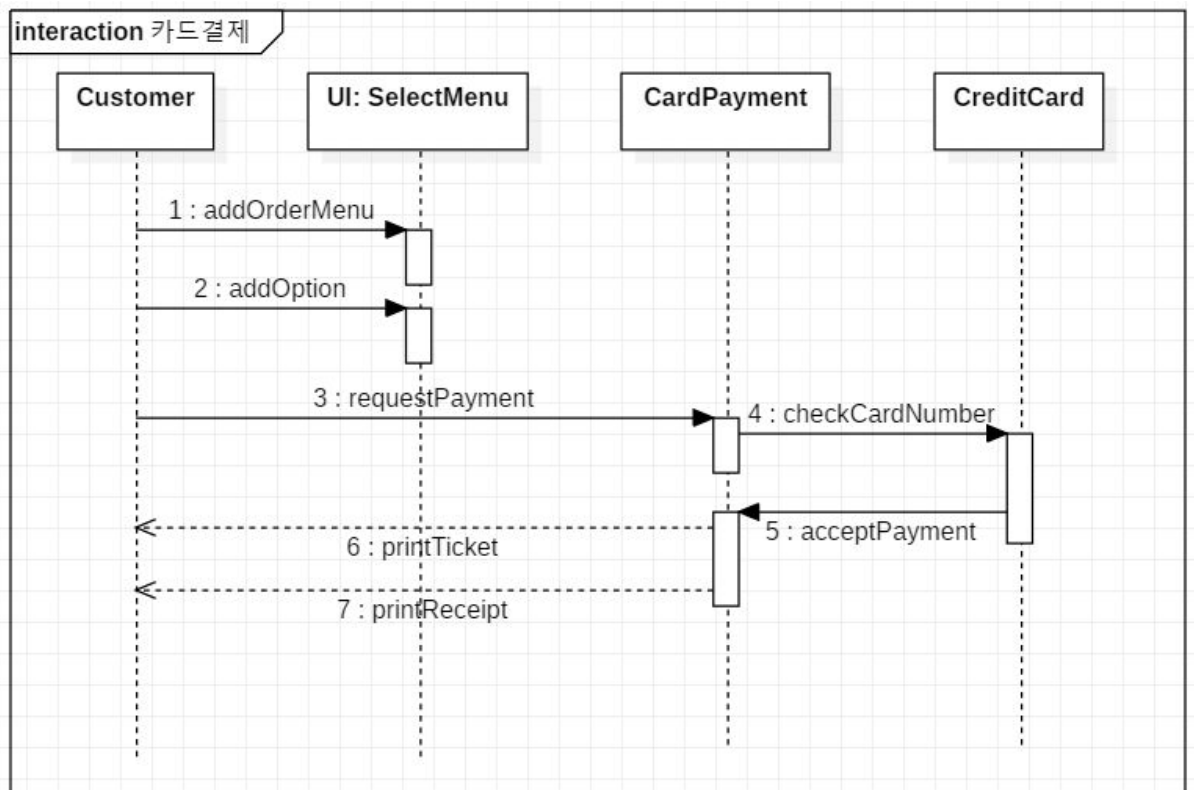 interaction 카드결제
Customer
UI: SelectMenu
CardPayment
CreditCard
1 : addOrderMenu
2 : addOption
3 : requestPayment
4 : checkCardNumber
5 : acceptPayment
6 : printTicket
7 : printReceipt